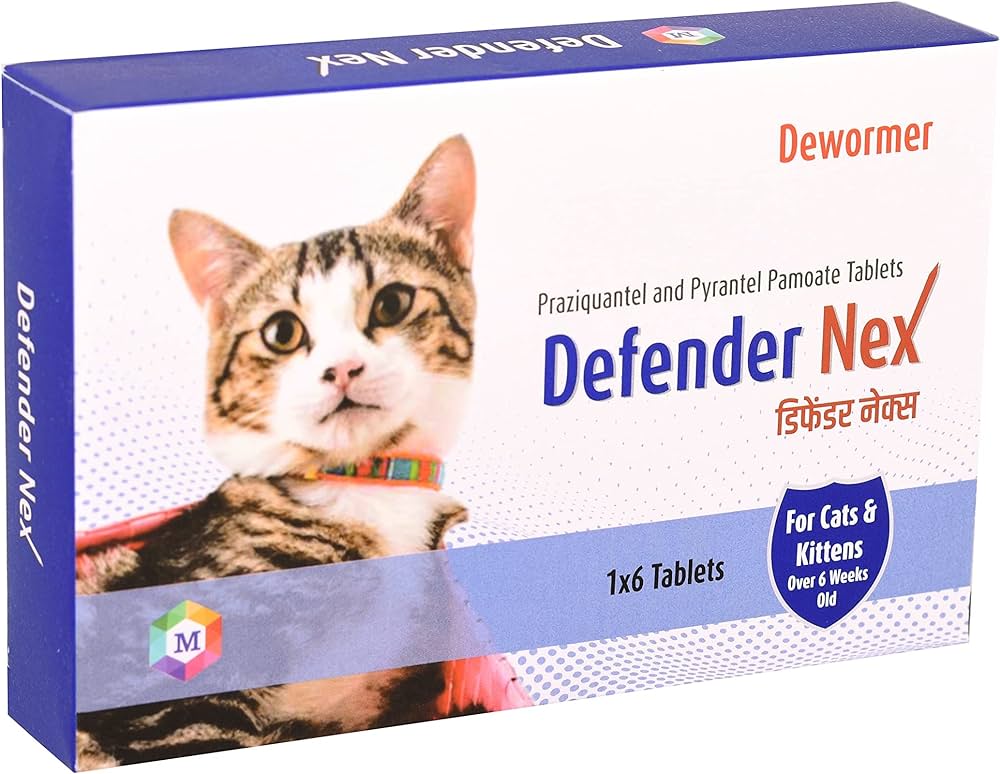 Defender Nex
M
Defender Nex
Dewormer
Praziquantel and Pyrantel Pamoate Tablets
Defender Nex
डिफेंडर नेक्स
For Cats &
Kittens
Over 6 Weeks
Old
1x6 Tablets
M